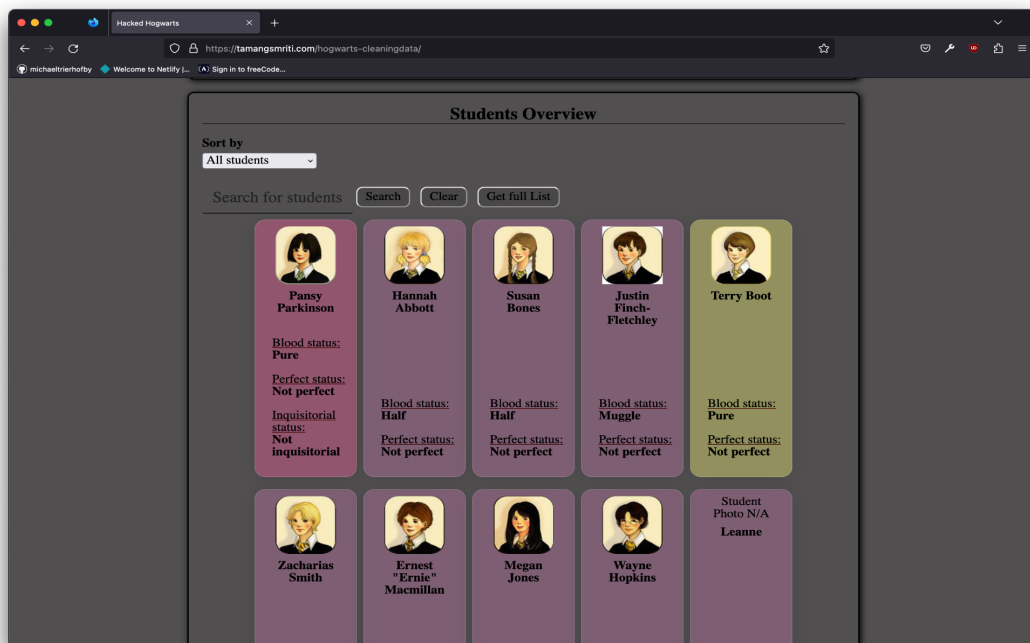 Hacked Hogwarts
https://tamangsmriti.com/hogwarts-cleaningdata/
michaeltrierhofby
Welcome to Netlify |...
(A) Sign in to freeCode...
Students Overview
Sort by
All students
Search for students
Search
Clear
Get full List
Pansy
Parkinson
Blood status:
Pure
Perfect status:
Not perfect
Inquisitorial
status:
Not
inquisitorial
Hannah
Abbott
Blood status:
Half
Perfect status:
Not perfect
Susan
Bones
Blood status:
Half
Perfect status:
Not perfect
Justin
Finch-
Fletchley
Blood status:
Muggle
Perfect status:
Not perfect
Terry Boot
Blood status:
Pure
Perfect status:
Not perfect
Zacharias
Smith
Ernest
"Ernie"
Macmillan
Megan
Jones
Wayne
Hopkins
Student
Photo N/A
Leanne